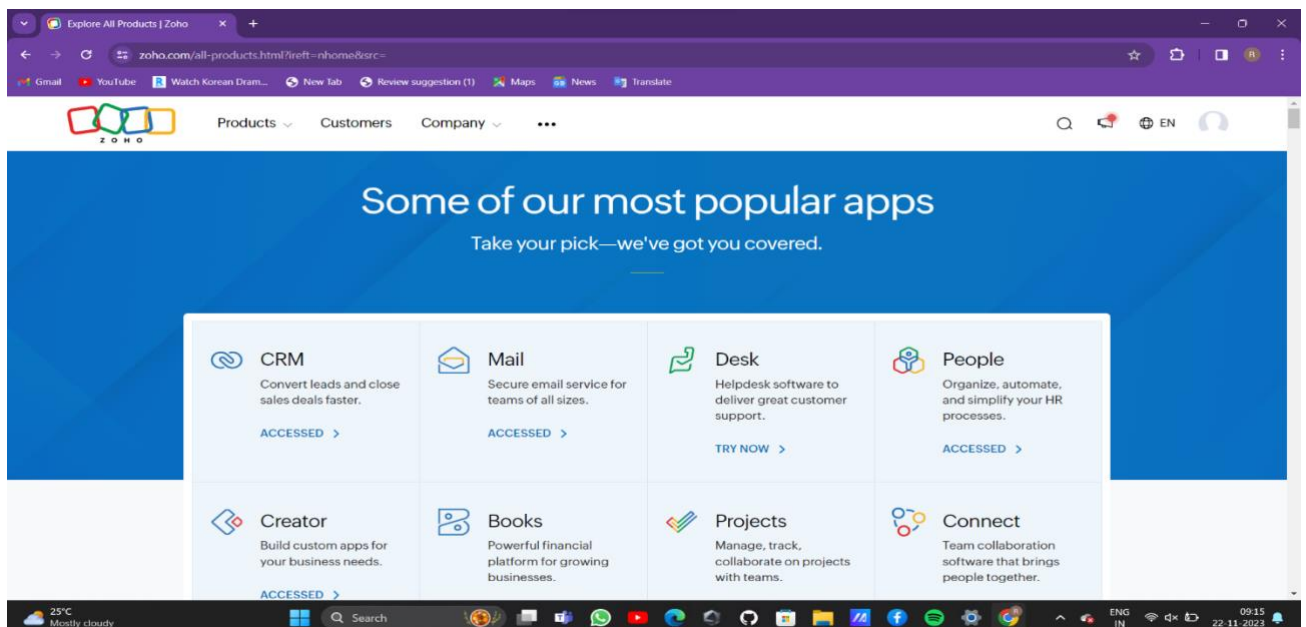 Explore All Products | Zoho
zoho.com/all-products.html?ireft=nhome&src=
R
Gmail YouTube Watch Korean Dram... New Tab Review suggestion (1) Maps News Translate
ZOHO
Products Customers Company ••• EN
Some of our most popular apps
Take your pick—we've got you covered.
CRM
Convert leads and close
sales deals faster.
ACCESSED >
Mail
Secure email service for
teams of all sizes.
ACCESSED >
Desk
Helpdesk software to
deliver great customer
support.
TRY NOW >
People
Organize, automate,
and simplify your HR
processes.
ACCESSED >
Creator
Build custom apps for
your business needs.
ACCESSED >
Books
Powerful financial
platform for growing
businesses.
Projects
Manage, track,
collaborate on projects
with teams.
Connect
Team collaboration
software that brings
people together.
25°C
Mostly cloudy
Search
ENG
IN
09:15
22-11-2023